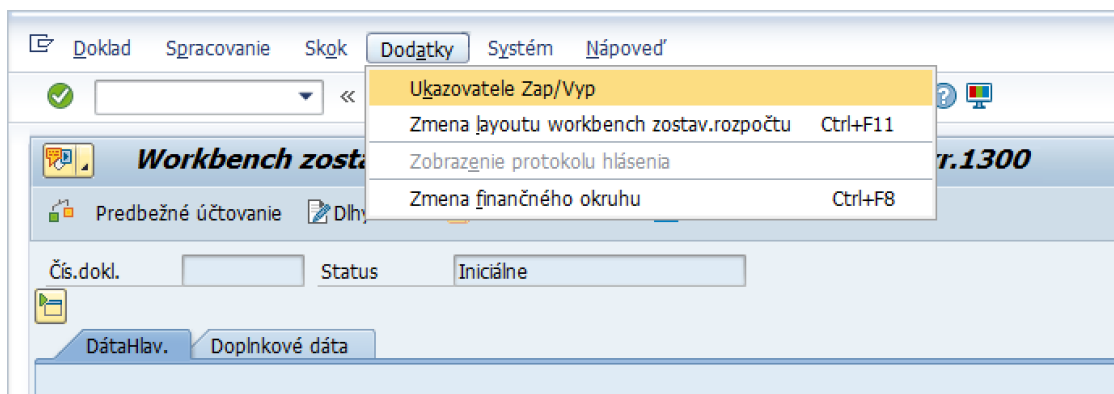 Doklad Spracovanie Skok Dodatky Systém Nápoveď
Ukazovatele Zap/Vyp
Zmena layoutu workbench zostav.rozpočtu Ctrl+F11
Workbench zosta Zobrazenie protokolu hlásenia r.1300
Zmena finančného okruhu Ctrl+F8
Predbežné účtovanie Dlhy
Čís.dokl. Status Iniciálne
DátaHlav. Doplnkové dáta